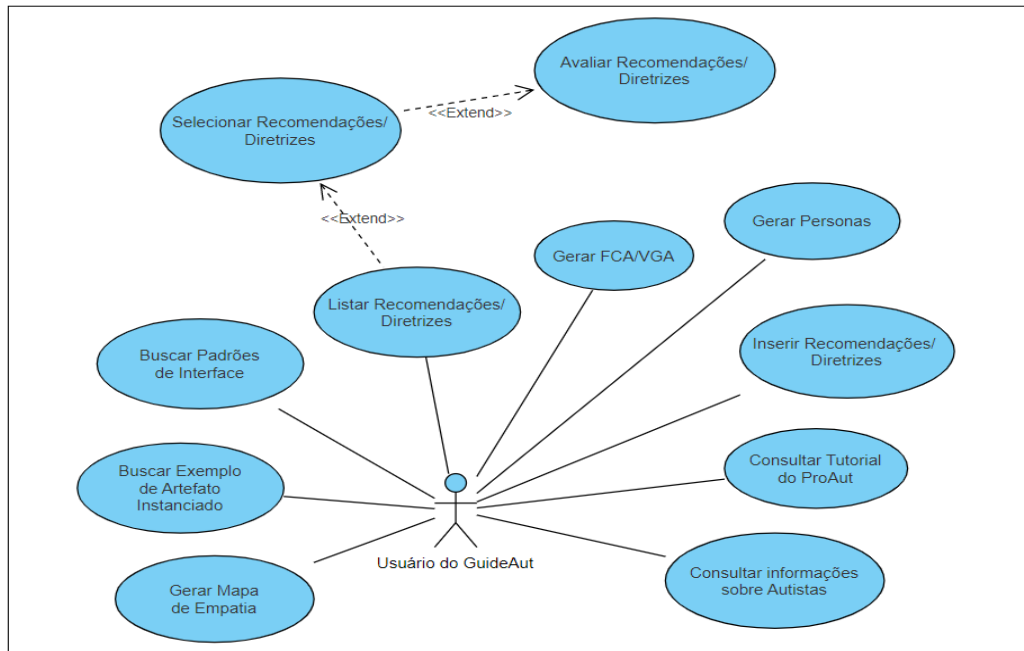 Avaliar Recomendações/
Diretrizes
<<Extend>>
Selecionar Recomendações/
Diretrizes
<<Extend>>
Gerar Personas
Gerar FCA/VGA
Listar Recomendações/
Diretrizes
Buscar Padrões
de Interface
Inserir Recomendações/
Diretrizes
Buscar Exemplo
de Artefato
Instanciado
Consultar Tutorial
do ProAut
Usuário do GuideAut
Gerar Mapa
de Empatia
Consultar informações
sobre Autistas